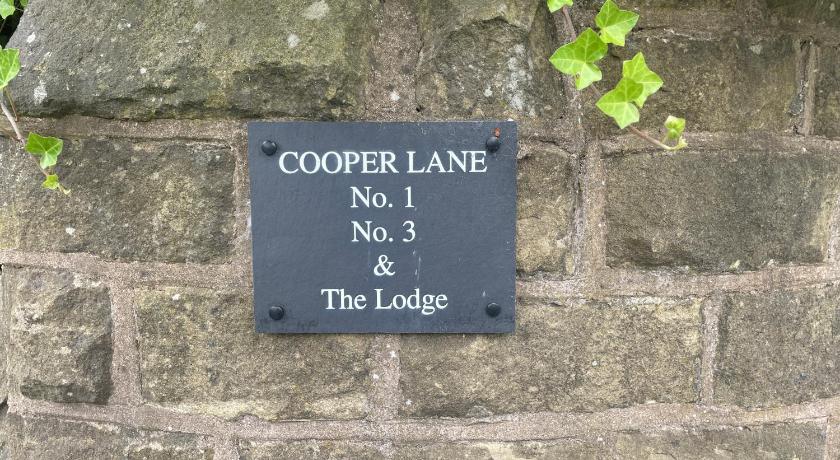 COOPER LANE
No. 1
No. 3
&
The Lodge